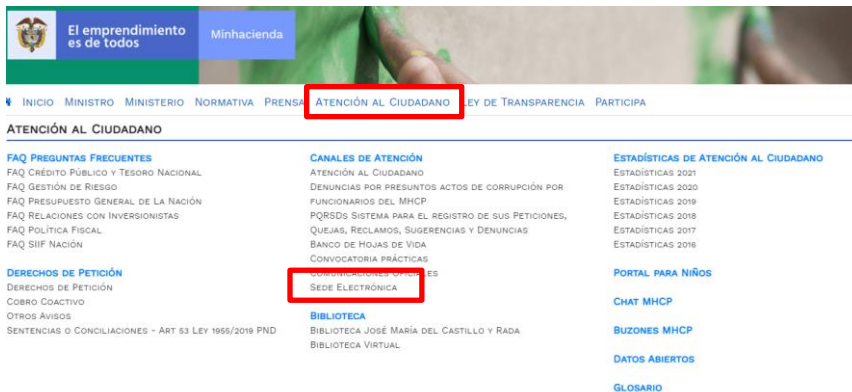 El emprendimiento
es de todos
Minhacienda
INICIO MINISTRO MINISTERIO NORMATIVA PRENSA ATENCIÓN AL CIUDADANO LEY DE TRANSPARENCIA PARTICIPA
ATENCIÓN AL CIUDADANO
FAQ PREGUNTAS FRECUENTES
FAQ CRÉDITO PÚBLICO Y TESORO NACIONAL
FAQ GESTIÓN DE RIESGO
FAQ PRESUPUESTO GENERAL DE LA NACIÓN
FAQ RELACIONES CON INVERSIONISTAS
FAQ POLÍTICA FISCAL
FAQ SIIF NACIÓN
DERECHOS DE PETICIÓN
DERECHOS DE PETICIÓN
COBRO COACTIVO
OTROS AVISOS
SENTENCIAS O CONCILIACIONES - ART 53 LEY 1955/2019 PND
CANALES DE ATENCIÓN
ATENCIÓN AL CIUDADANO
DENUNCIAS POR PRESUNTOS ACTOS DE CORRUPCIÓN POR
FUNCIONARIOS DEL MHCP
PQRSDS SISTEMA PARA EL REGISTRO DE SUS PETICIONES,
QUEJAS, RECLAMOS, SUGERENCIAS Y DENUNCIAS
BANCO DE HOJAS DE VIDA
CONVOCATORIA PRÁCTICAS
COMUNICACIONES OFICIALES
SEDE ELECTRÓNICA
BIBLIOTECA
BIBLIOTECA JOSÉ MARÍA DEL CASTILLO Y RADA
BIBLIOTECA VIRTUAL
ESTADÍSTICAS DE ATENCIÓN AL CIUDADANO
ESTADÍSTICAS 2021
ESTADÍSTICAS 2020
ESTADÍSTICAS 2019
ESTADÍSTICAS 2018
ESTADÍSTICAS 2017
ESTADÍSTICAS 2016
PORTAL PARA NIÑOS
CHAT MHCP
BUZONES MHCP
DATOS ABIERTOS
GLOSARIO